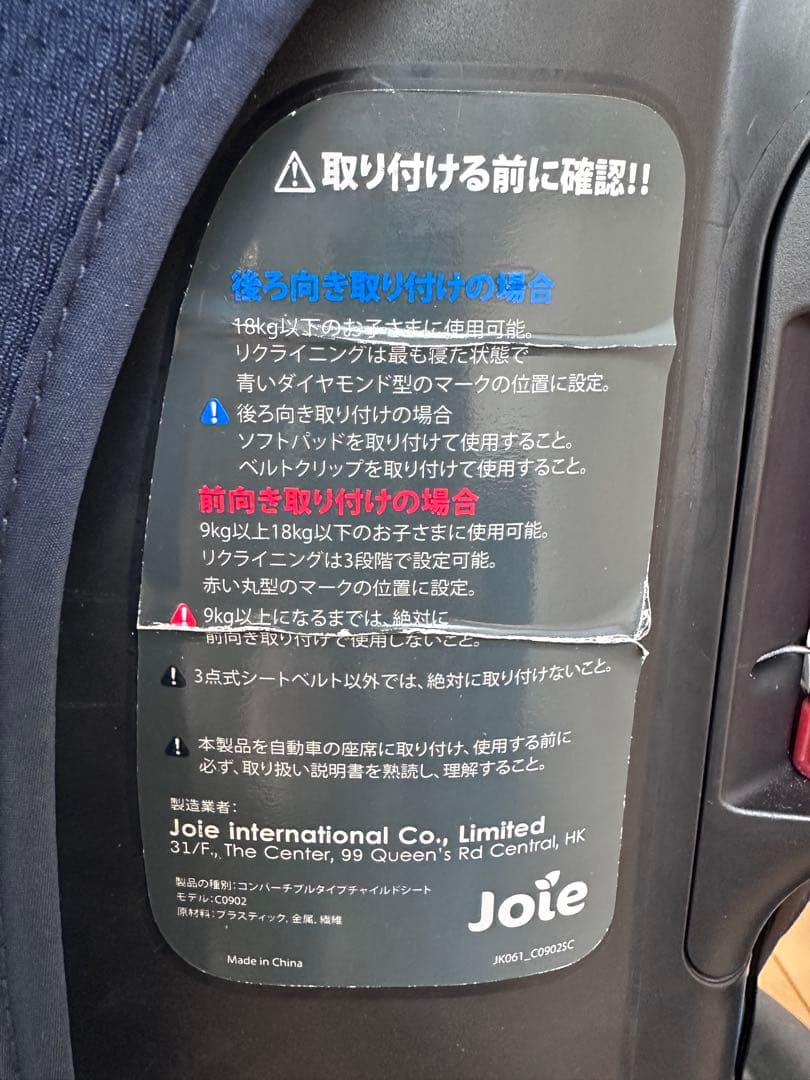 取り付ける前に確認!!
後ろ向き取り付けの場合
18kg以下のお子さまに使用可能。
リクライニングは最も寝た状態で
青いダイヤモンド型のマークの位置に設定。
後ろ向き取り付けの場合
ソフトパッドを取り付けて使用すること。
ベルトクリップを取り付けて使用すること。
前向き取り付けの場合
9kg以上18kg以下のお子さまに使用可能。
リクライニングは3段階で設定可能。
赤い丸型のマークの位置に設定。
9kg以上になるまでは、絶対に
前向き取り付けで使用しないこと。
3点式シートベルト以外では、絶対に取り付けないこと。
本製品を自動車の座席に取り付け、使用する前に
必ず、取り扱い説明書を熟読し、理解すること。
製造業者:
Joie international Co., Limited
31/F., The Center, 99 Queen's Rd Central, HK
製品の種別:コンバーチブルタイプチャイルドシート
モデル:C0902
原材料:プラスティック, 金属, 繊維
Joie
Made in China
JK061_C0902SC